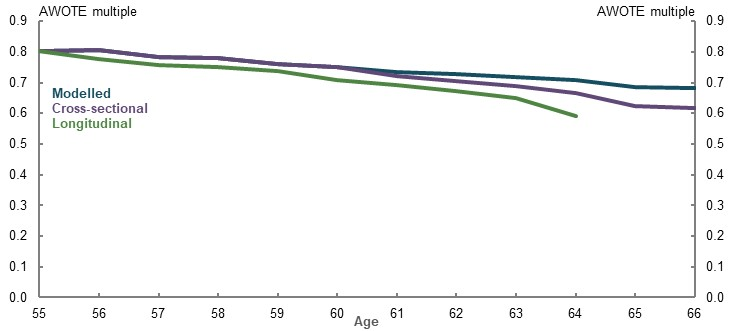 AWOTE multiple AWOTE multiple
0.9 0.9
0.8 0.8
0.7 0.7
Modelled
Cross-sectional
Longitudinal
0.6 0.6
0.5 0.5
0.4 0.4
0.3 0.3
0.2 0.2
0.1 0.1
0.0 0.0
55 56 57 58 59 60 61 62 63 64 65 66
Age